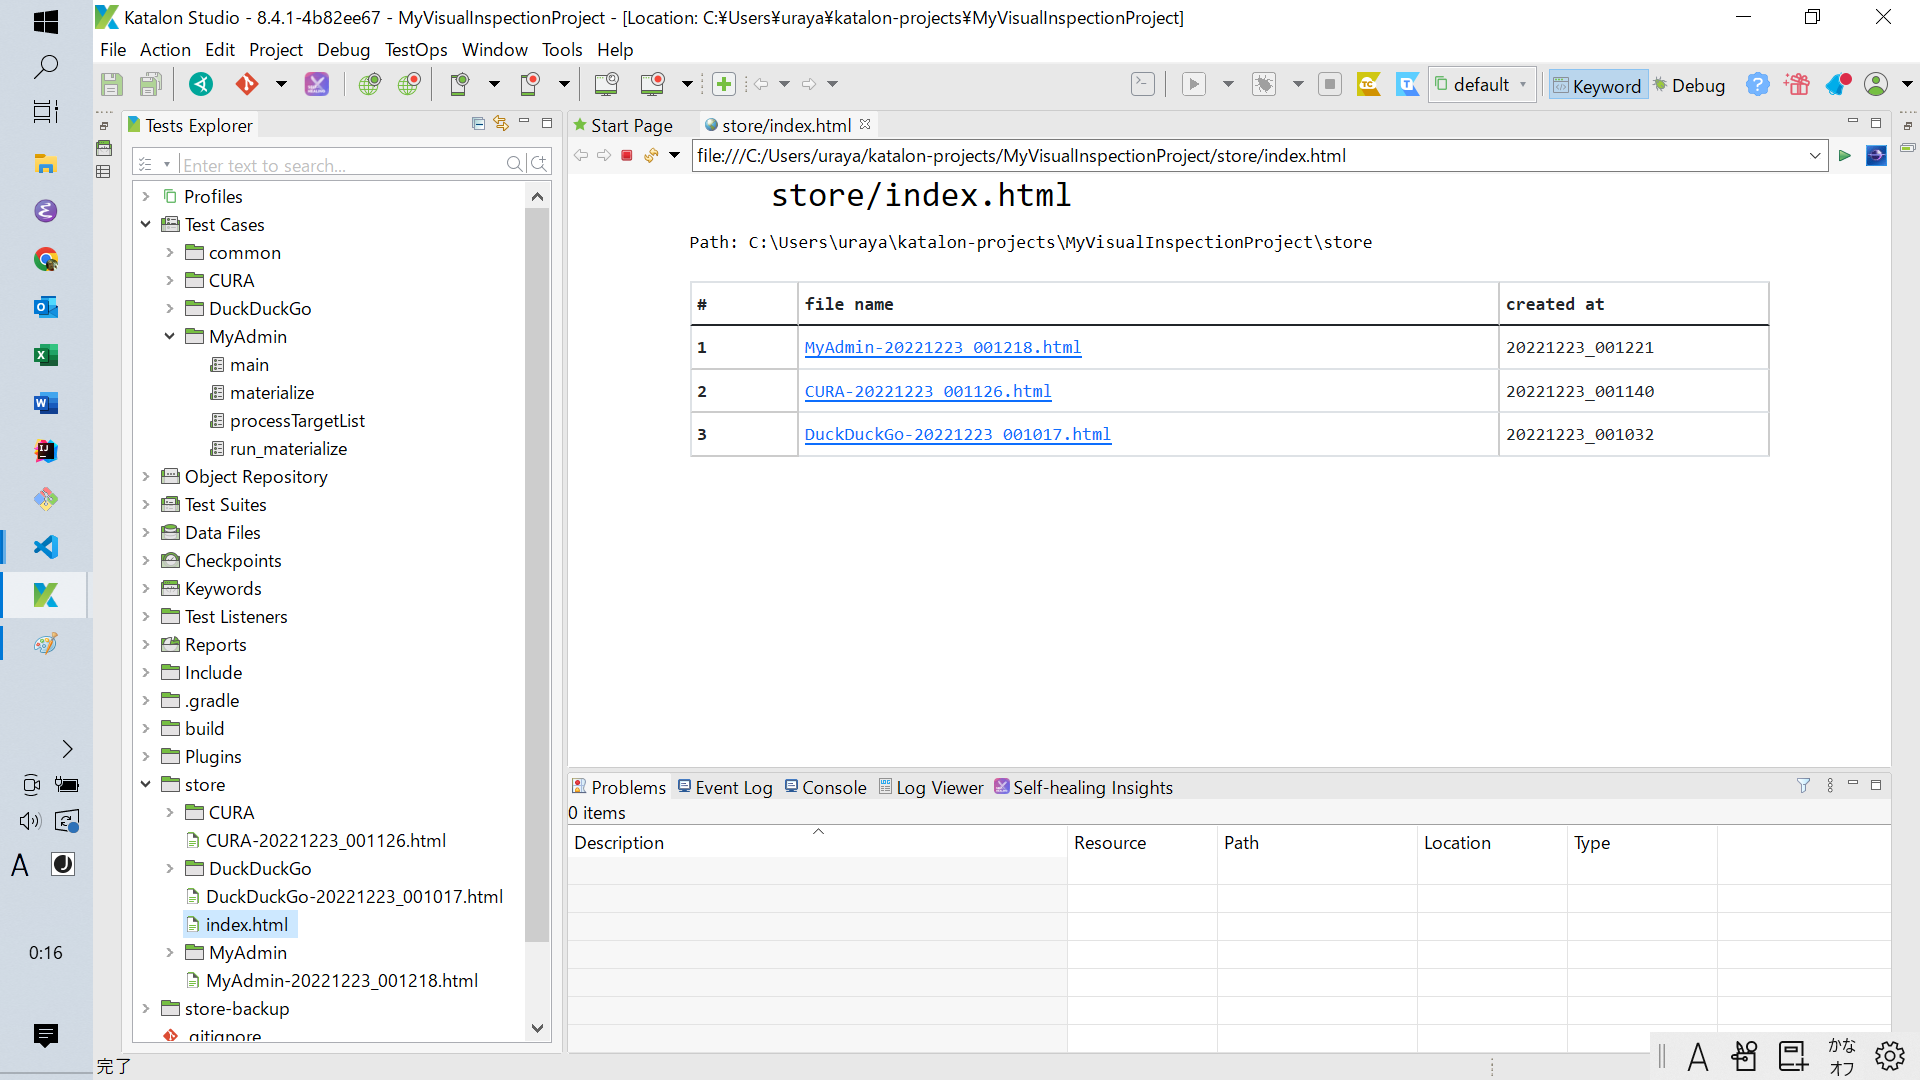 Katalon Studio - 8.4.1-4b82ee67 - MyVisualInspectionProject - [Location: C:¥Users¥uraya¥katalon-projects¥MyVisualInspectionProject]
File Action Edit Project Debug TestOps Window Tools Help
default
Keyword
Debug
Tests Explorer
Enter text to search...
Profiles
Test Cases
common
CURA
DuckDuckGo
MyAdmin
main
materialize
processTargetList
run_materialize
Object Repository
Test Suites
Data Files
Checkpoints
Keywords
Test Listeners
Reports
Include
.gradle
build
Plugins
store
CURA
CURA-20221223_001126.html
DuckDuckGo
DuckDuckGo-20221223_001017.html
index.html
MyAdmin
MyAdmin-20221223_001218.html
store-backup
.gitignore
Start Page
store/index.html
file:///C:/Users/uraya/katalon-projects/MyVisualInspectionProject/store/index.html
store/index.html
Path: C:\Users\uraya\katalon-projects\MyVisualInspectionProject\store
# file name created at
1 MyAdmin-20221223_001218.html 20221223_001221
2 CURA-20221223_001126.html 20221223_001140
3 DuckDuckGo-20221223_001017.html 20221223_001032
Problems Event Log Console Log Viewer Self-healing Insights
0 items
Description Resource Path Location Type
A
0:16
完了
A
かな
オフ